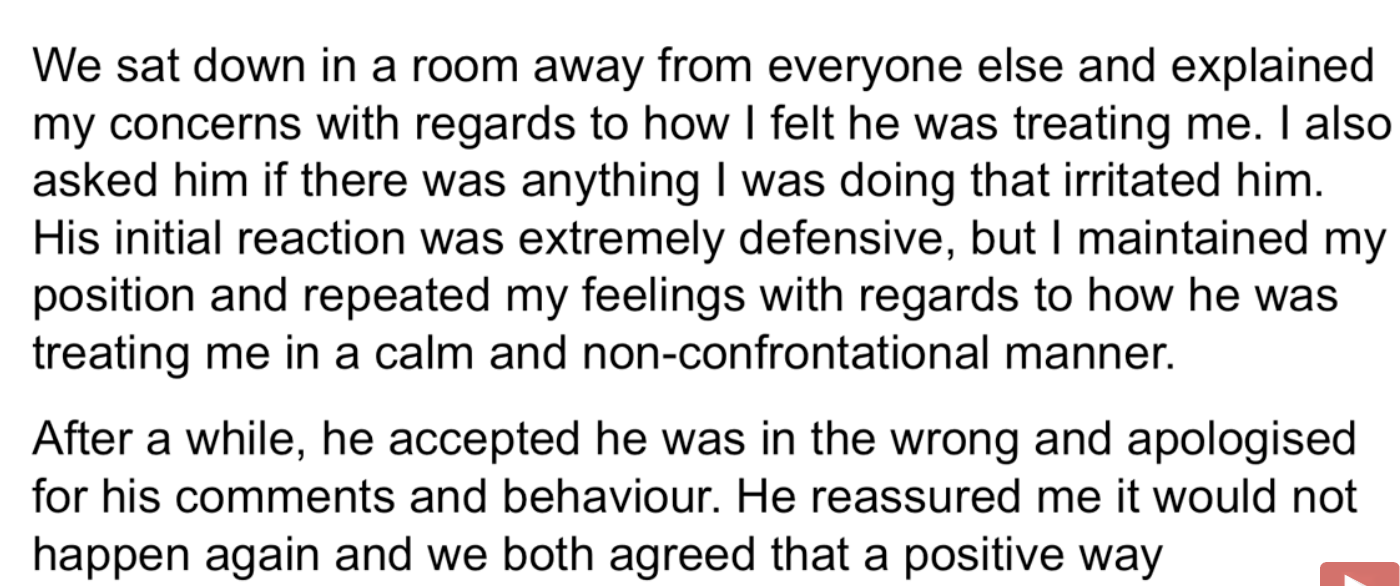 We sat down in a room away from everyone else and explained
my concerns with regards to how I felt he was treating me. I also
asked him if there was anything I was doing that irritated him.
His initial reaction was extremely defensive, but I maintained my
position and repeated my feelings with regards to how he was
treating me in a calm and non-confrontational manner.
After a while, he accepted he was in the wrong and apologised
for his comments and behaviour. He reassured me it would not
happen again and we both agreed that a positive way